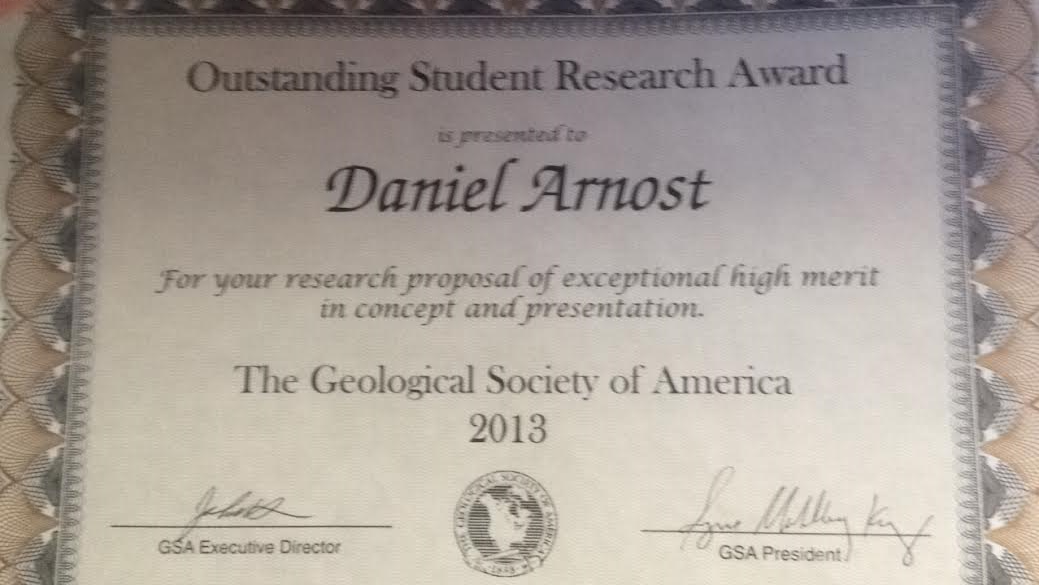 Outstanding Student Research Award
is presented to
Daniel Arnost
For your research proposal of exceptional high merit
in concept and presentation.
The Geological Society of America
2013
GSA Executive Director
THE GEOLOGICAL SOCIETY OF AMERICA
1888
GSA President